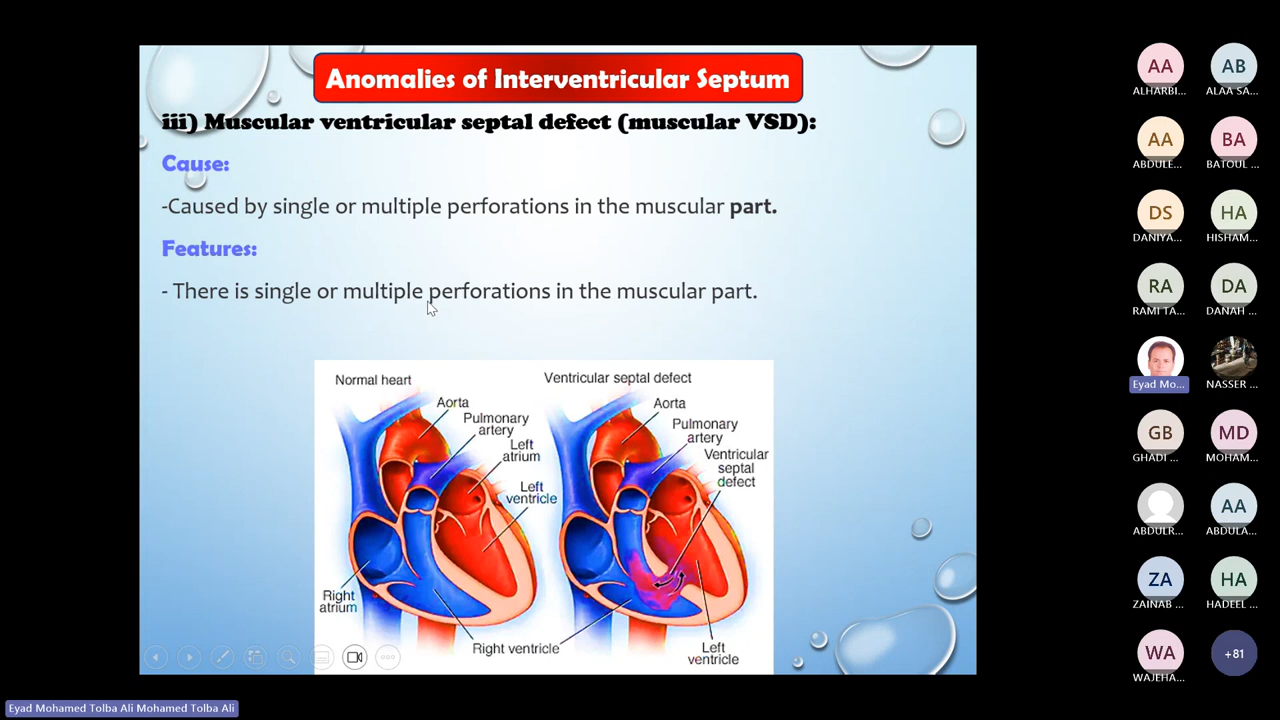 Anomalies of Interventricular Septum
iii) Muscular ventricular septal defect (muscular VSD):
Cause:
-Caused by single or multiple perforations in the muscular part.
Features:
- There is single or multiple perforations in the muscular part.
Normal heart
Aorta
Pulmonary
artery
Left
atrium
Left
ventricle
Right
atrium
Right ventricle
Ventricular septal defect
Aorta
Pulmonary
artery
Ventricular
septal
defect
Left
ventricle
AA
ALHARBI...
AB
ALAA SA...
AA
ABDULE...
BA
BATOUL ...
DS
DANIYA...
HA
HISHAM...
RA
RAMI TA...
DA
DANAH ...
Eyad Mo...
NASSER ...
GB
GHADI ...
MD
MOHAM...
ABDULR...
AA
ABDULA...
ZA
ZAINAB ...
HA
HADEEL ...
WA
WAJEHA...
+81
Eyad Mohamed Tolba Ali Mohamed Tolba Ali